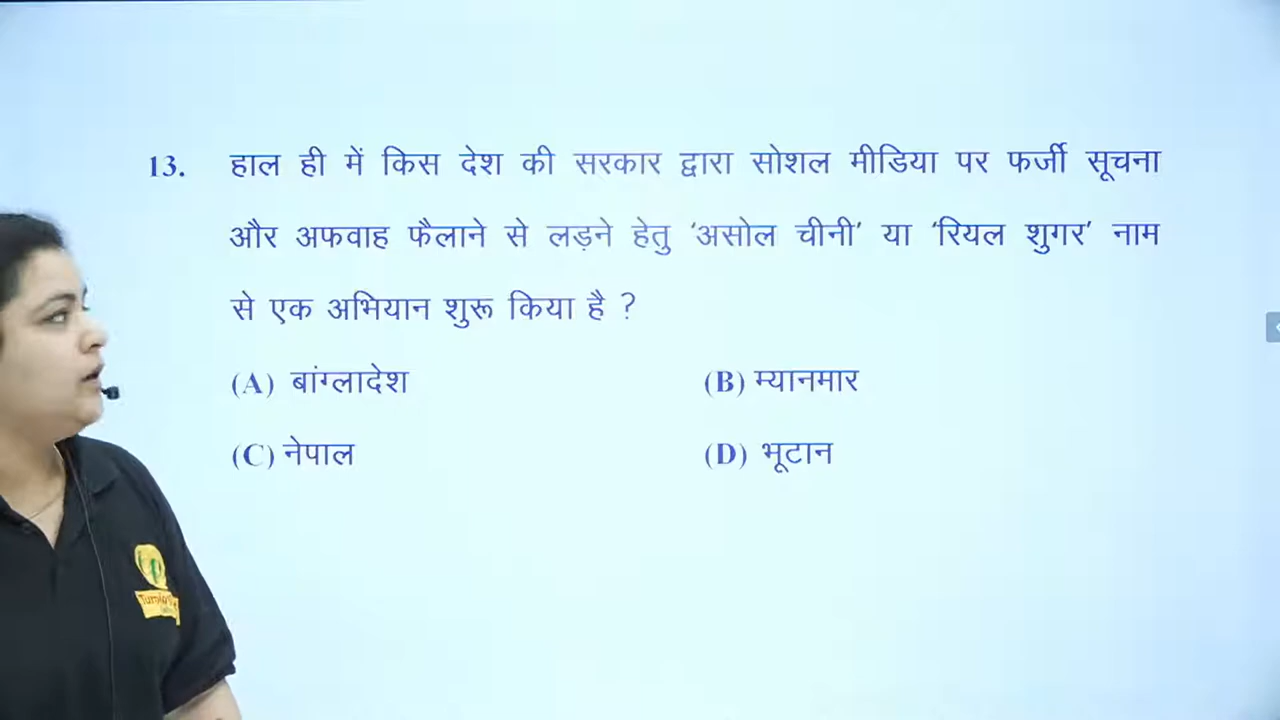 13. हाल ही में किस देश की सरकार द्वारा सोशल मीडिया पर फर्जी सूचना
और अफवाह फैलाने से लड़ने हेतु ‘असोल चीनी’ या ‘रियल शुगर’ नाम
से एक अभियान शुरू किया है ?
(A) बांग्लादेश (B) म्यानमार
(C) नेपाल (D) भूटान